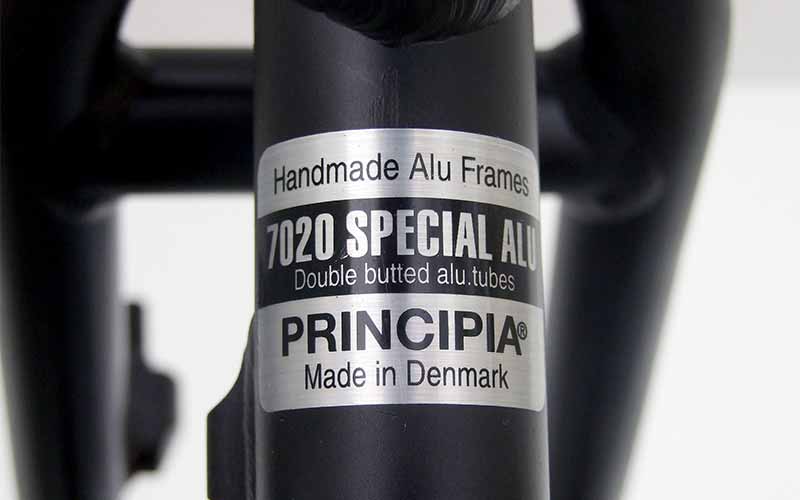 Handmade Alu Frames
7020 SPECIAL ALU
Double butted alu.tubes
PRINCIPIA®
Made in Denmark